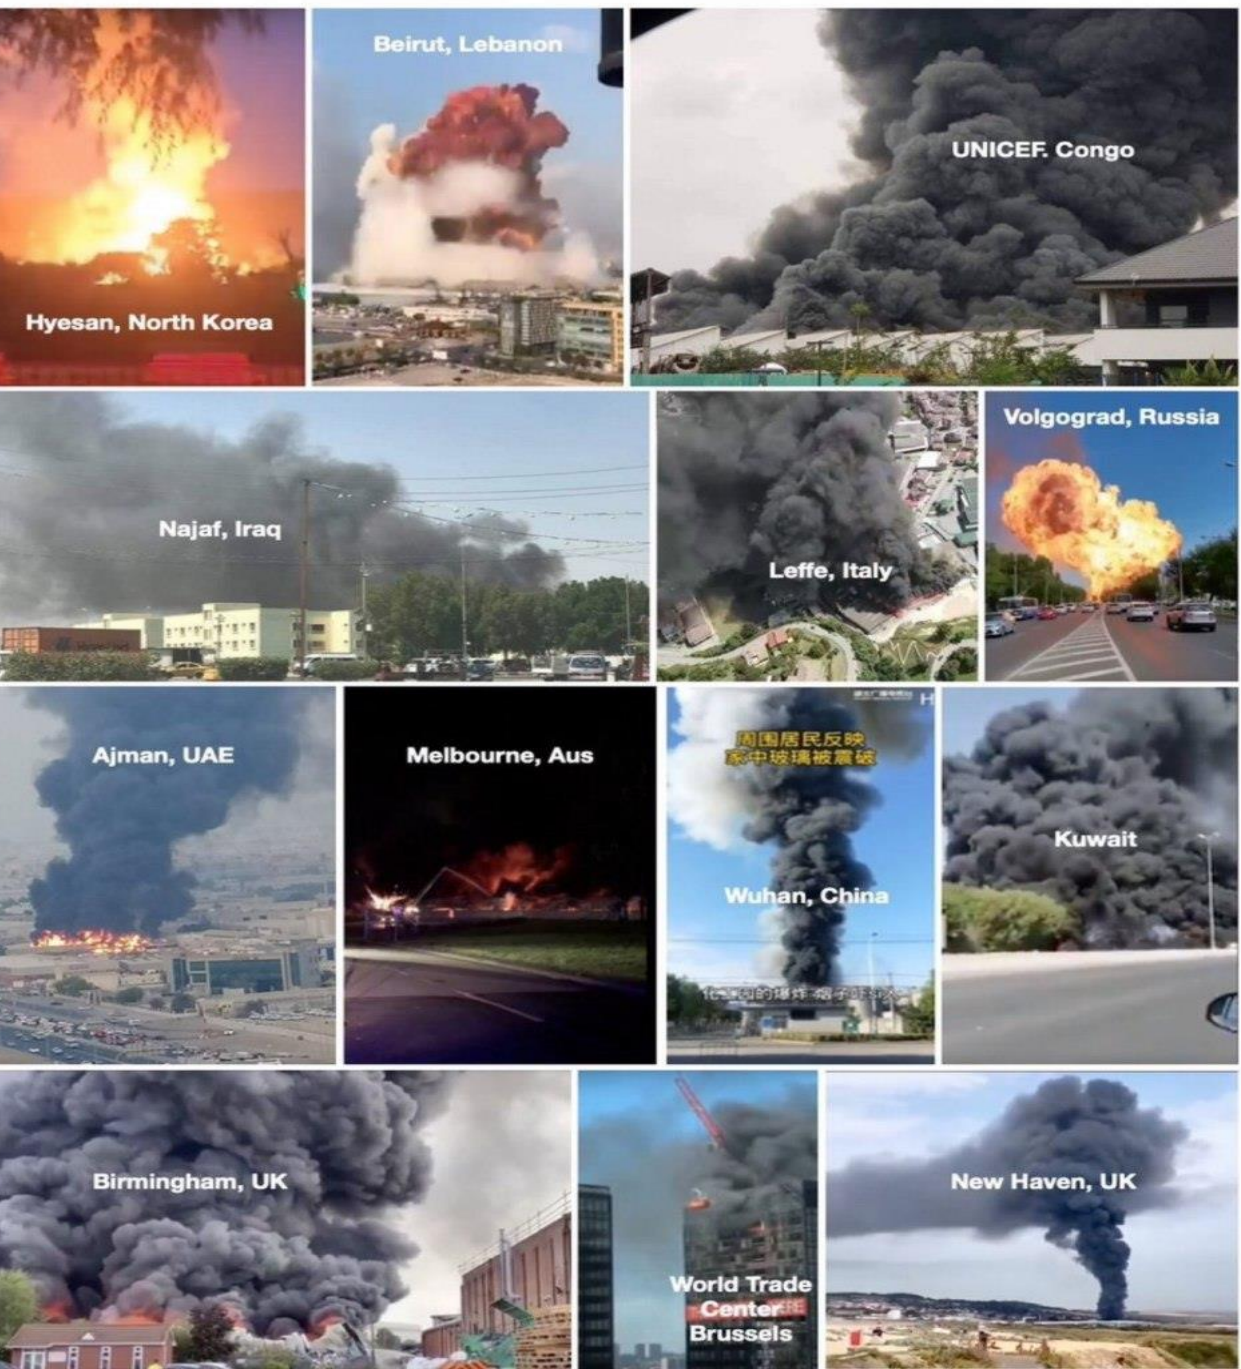 Beirut, Lebanon
UNICEF. Congo
Hyesan, North Korea
Volgograd, Russia
Najaf, Iraq
Leffe, Italy
Ajman, UAE
Melbourne, Aus
周围居民反映
家中玻璃被震破
Kuwait
Wuhan, China
Birmingham, UK
New Haven, UK
World Trade
Center
Brussels